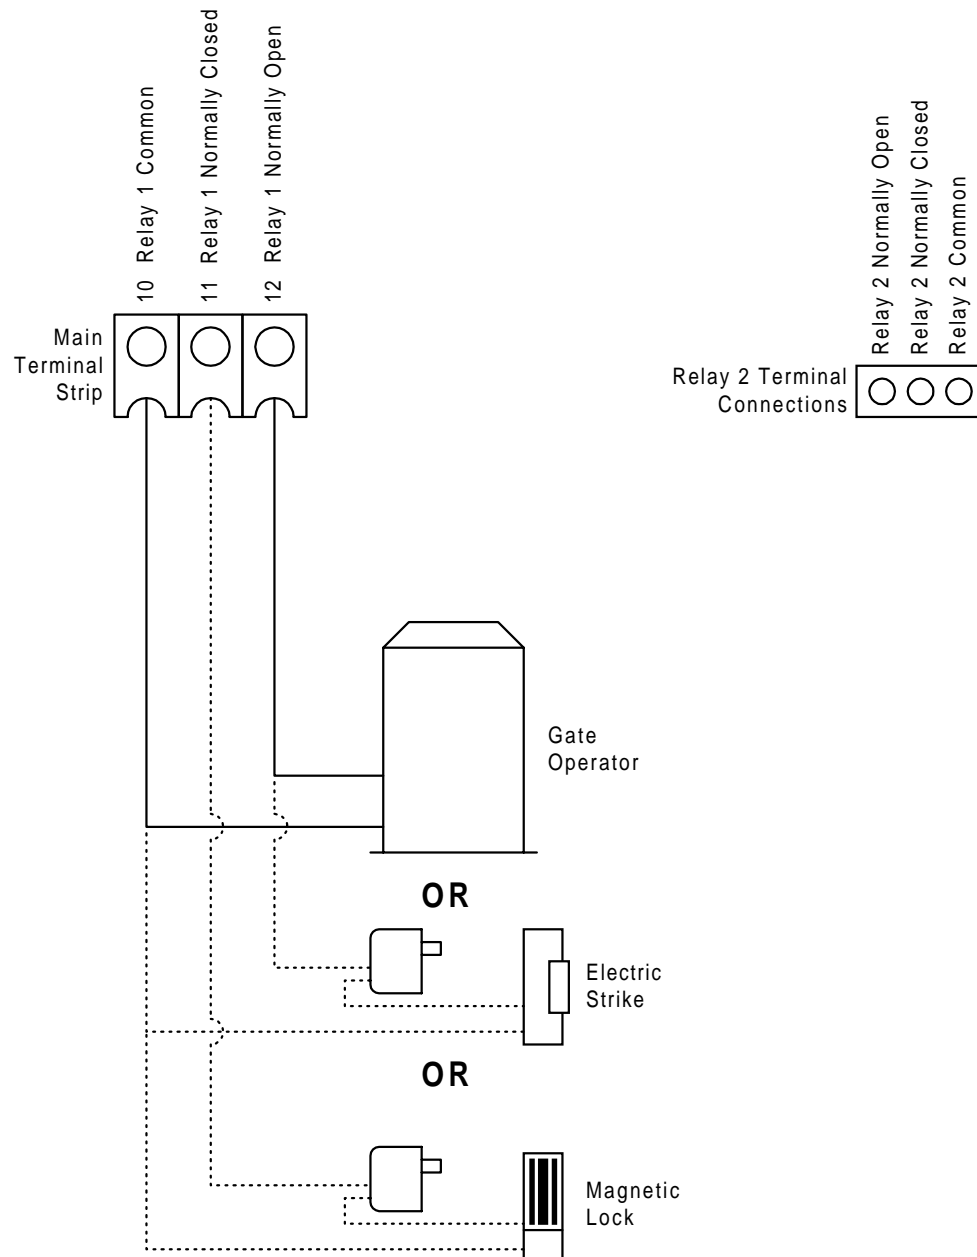 10 Relay 1 Common
11 Relay 1 Normally Closed
12 Relay 1 Normally Open
Main
Terminal
Strip
Relay 2 Normally Open
Relay 2 Normally Closed
Relay 2 Common
Relay 2 Terminal
Connections
Gate
Operator
OR
Electric
Strike
OR
Magnetic
Lock